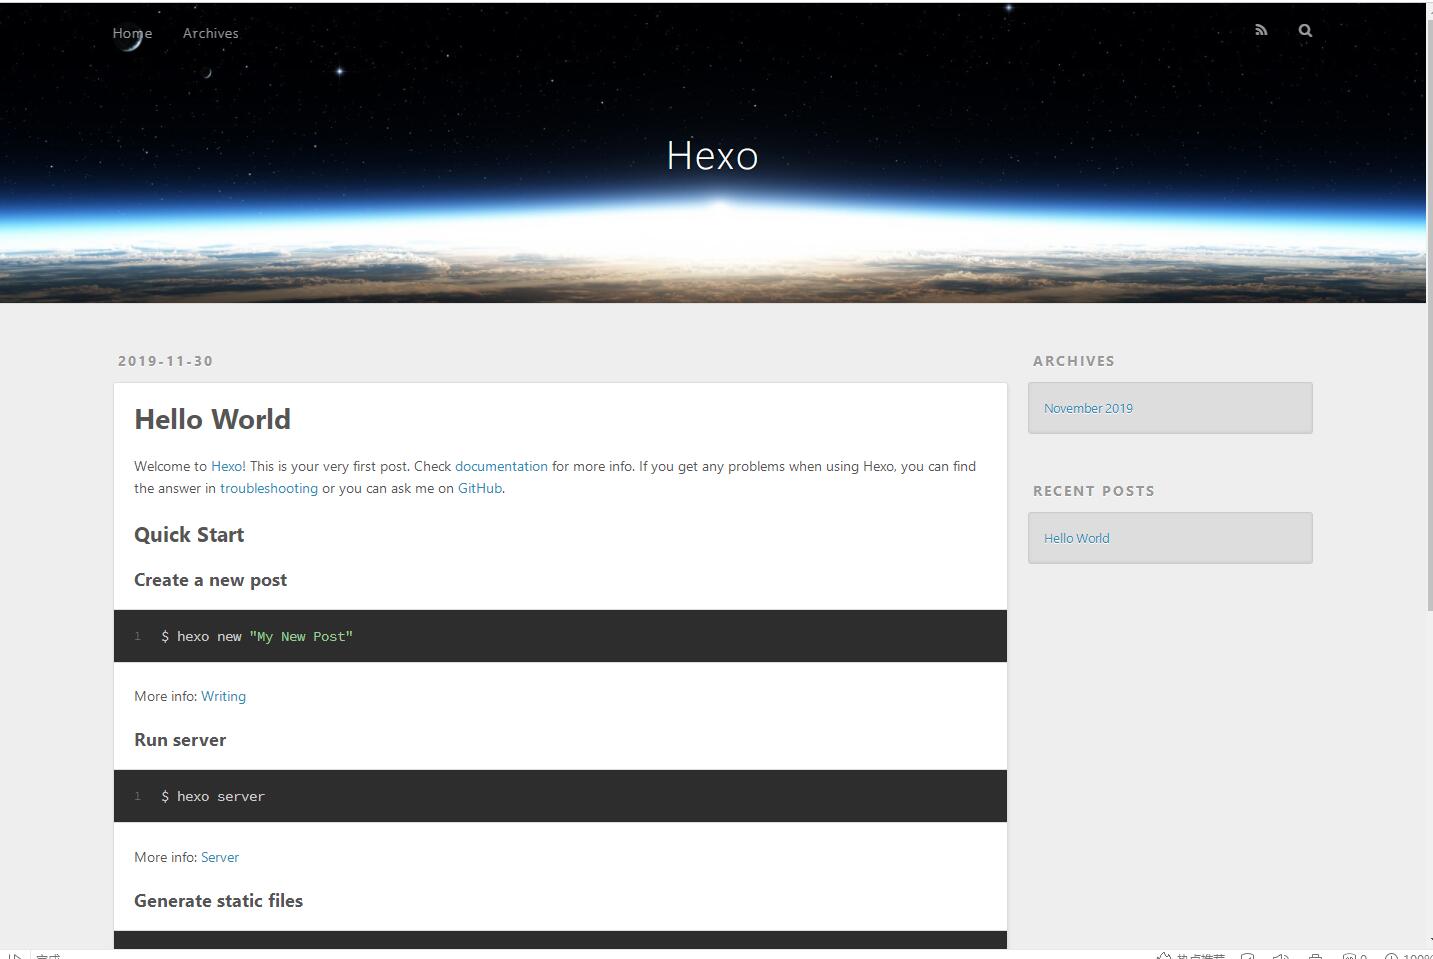 Home Archives
Hexo
2019-11-30
Hello World
Welcome to Hexo! This is your very first post. Check documentation for more info. If you get any problems when using Hexo, you can find
the answer in troubleshooting or you can ask me on GitHub.
Quick Start
Create a new post
1 $ hexo new "My New Post"
More info: Writing
Run server
1 $ hexo server
More info: Server
Generate static files
ARCHIVES
November 2019
RECENT POSTS
Hello World